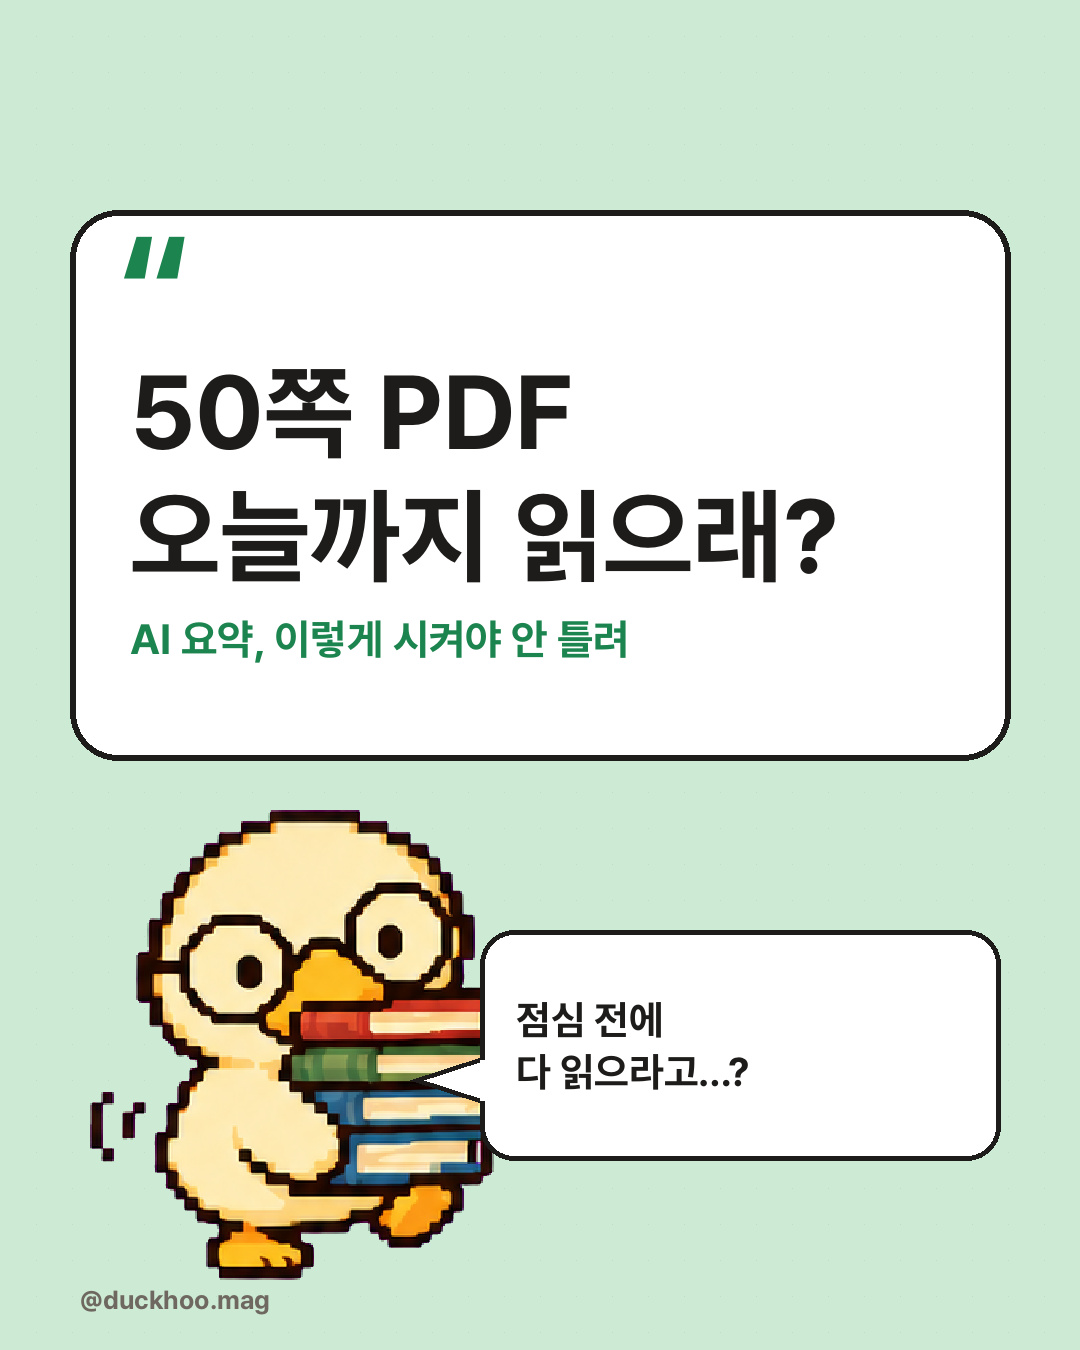 “
50쪽 PDF
오늘까지 읽으래?
AI 요약, 이렇게 시켜야 안 틀려
점심 전에
다 읽으라고...?
@duckhoo.mag